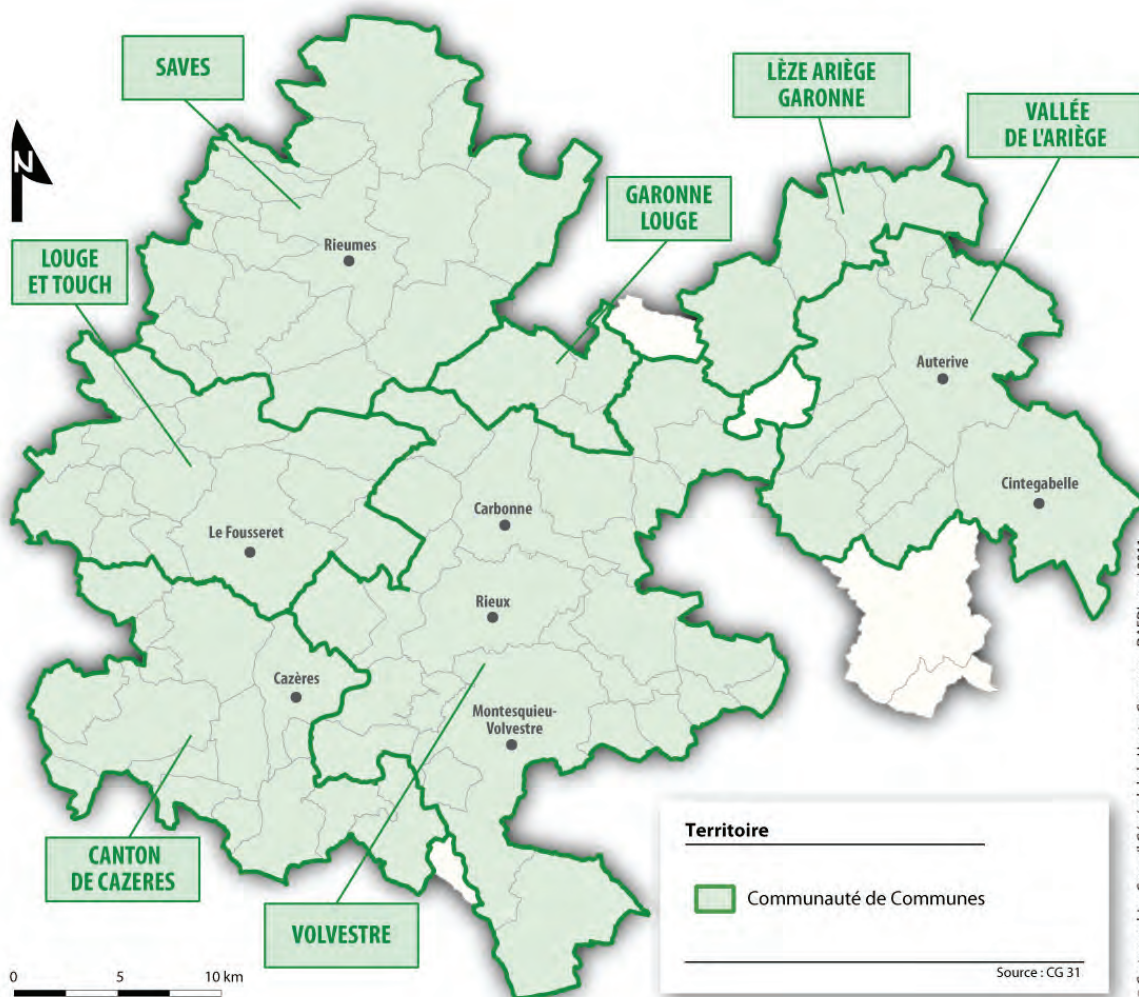 SAVES
LÈZE ARIÈGE
GARONNE
VALLÉE
DE L'ARIÈGE
N
GARONNE
LOUGE
LOUGE
ET TOUCH
Rieumes
Auterive
Cintegabelle
Carbonne
Le Fousseret
Rieux
Cazères
Montesquieu-
Volvestre
CANTON
DE CAZERES
VOLVESTRE
Territoire
Communauté de Communes
Source : CG 31
0 5 10 km